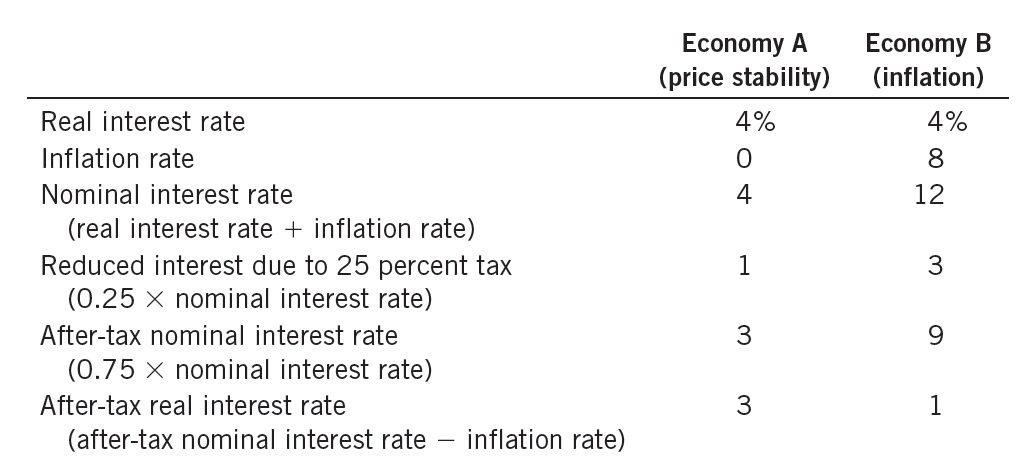 Economy A Economy B
(price stability) (inflation)
Real interest rate 4% 4%
Inflation rate 0 8
Nominal interest rate 4 12
(real interest rate + inflation rate)
Reduced interest due to 25 percent tax 1 3
(0.25 × nominal interest rate)
After-tax nominal interest rate 3 9
(0.75 × nominal interest rate)
After-tax real interest rate 3 1
(after-tax nominal interest rate − inflation rate)